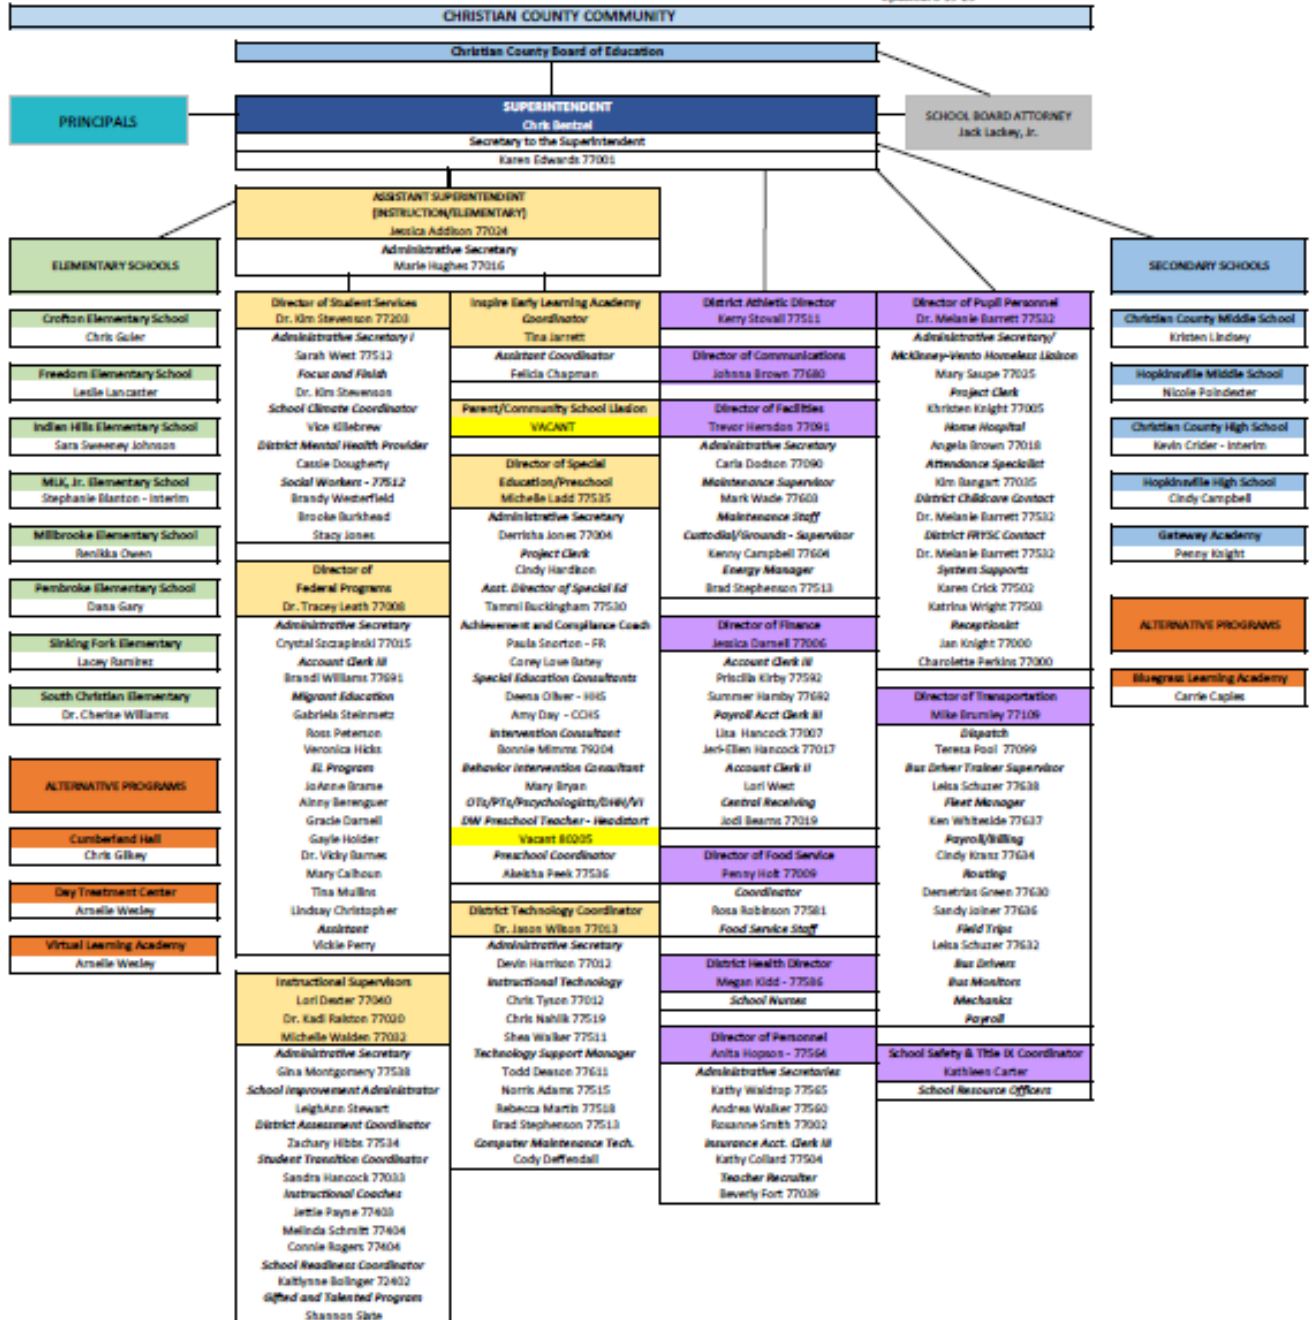 CHRISTIAN COUNTY COMMUNITY
Christian County Board of Education
PRINCIPALS
SUPERINTENDENT
Chris Bentzel
Secretary to the Superintendent
Karen Edwards 77001
SCHOOL BOARD ATTORNEY
Jack Lackey, Jr.
ASSISTANT SUPERINTENDENT
(INSTRUCTION/ELEMENTARY)
Jessica Addison 77024
Administrative Secretary
Marie Hughes 77016
ELEMENTARY SCHOOLS
Crofton Elementary School
Chris Guier
Freedom Elementary School
Leslie Lancaster
Indian Hills Elementary School
Sara Sweeney Johnson
MLK, Jr. Elementary School
Stephanie Blanton - Interim
Millbrooke Elementary School
Renikka Owen
Pembroke Elementary School
Dana Gary
Sinking Fork Elementary
Lacey Ramirez
South Christian Elementary
Dr. Cherise Williams
ALTERNATIVE PROGRAMS
Cumberland Hall
Chris Gilkey
Day Treatment Center
Arnelle Wesley
Virtual Learning Academy
Arnelle Wesley
Director of Student Services
Dr. Kim Stevenson 77203
Administrative Secretary I
Sarah West 77512
Focus and Finish
Dr. Kim Stevenson
School Climate Coordinator
Vice Killebrew
District Mental Health Provider
Cassie Dougherty
Social Workers - 77512
Brandy Westerfield
Brooke Burkhead
Stacy Jones
Director of
Federal Programs
Dr. Tracey Leath 77008
Administrative Secretary
Crystal Szczapinski 77015
Account Clerk III
Brandi Williams 77691
Migrant Education
Gabriela Steinmetz
Ross Peterson
Veronica Hicks
EL Program
JoAnne Brame
Ainny Berenguer
Gracie Darnell
Gayle Holder
Dr. Vicky Barnes
Mary Calhoun
Tina Mullins
Lindsay Christopher
Assistant
Vickie Perry
Instructional Supervisors
Lori Dexter 77040
Dr. Kadi Ralston 77020
Michelle Walden 77032
Administrative Secretary
Gina Montgomery 77538
School Improvement Administrator
LeighAnn Stewart
District Assessment Coordinator
Zachary Hibbs 77534
Student Transition Coordinator
Sandra Hancock 77033
Instructional Coaches
Jettie Payne 77403
Melinda Schmitt 77404
Connie Rogers 77404
School Readiness Coordinator
Kaitlynne Bolinger 72402
Gifted and Talented Program
Shannon Slate
Inspire Early Learning Academy
Coordinator
Tina Jarrett
Assistant Coordinator
Felicia Chapman
Parent/Community School Liasion
VACANT
Director of Special
Education/Preschool
Michelle Ladd 77535
Administrative Secretary
Derrisha Jones 77004
Project Clerk
Cindy Hardison
Asst. Director of Special Ed
Tammi Buckingham 77530
Achievement and Compliance Coach
Paula Snorton - FR
Corey Love Batey
Special Education Consultants
Deena Oliver - HHS
Amy Day - CCHS
Intervention Consultant
Bonnie Mimms 79204
Behavior Intervention Consultant
Mary Bryan
OTs/PTs/Pscychologists/DHH/VI
DW Preschool Teacher - Headstart
Vacant 80205
Preschool Coordinator
Akeisha Peek 77536
District Technology Coordinator
Dr. Jason Wilson 77013
Administrative Secretary
Devin Harrison 77012
Instructional Technology
Chris Tyson 77012
Chris Nahlik 77519
Shea Walker 77511
Technology Support Manager
Todd Deason 77611
Norris Adams 77515
Rebecca Martin 77518
Brad Stephenson 77513
Computer Maintenance Tech.
Cody Deffendall
District Athletic Director
Kerry Stovall 77511
Director of Communications
Johnna Brown 77680
Director of Facilities
Trevor Herndon 77091
Administrative Secretary
Carla Dodson 77090
Maintenance Supervisor
Mark Wade 77603
Maintenance Staff
Custodial/Grounds - Supervisor
Kenny Campbell 77604
Energy Manager
Brad Stephenson 77513
Director of Finance
Jessica Darnell 77006
Account Clerk III
Priscilla Kirby 77592
Summer Hamby 77692
Payroll Acct Clerk III
Lisa Hancock 77007
Jeri-Ellen Hancock 77017
Account Clerk II
Lori West
Central Receiving
Jodi Bearns 77019
Director of Food Service
Penny Holt 77009
Coordinator
Rosa Robinson 77581
Food Service Staff
District Health Director
Megan Kidd - 77586
School Nurses
Director of Personnel
Anita Hopson - 77564
Administrative Secretaries
Kathy Waldrop 77565
Andrea Walker 77560
Rosanne Smith 77002
Insurance Acct. Clerk III
Kathy Collard 77504
Teacher Recruiter
Beverly Fort 77039
Director of Pupil Personnel
Dr. Melanie Barrett 77532
Administrative Secretary/
McKinney-Vento Homeless Liaison
Mary Saupe 77025
Project Clerk
Khristen Knight 77005
Home Hospital
Angela Brown 77018
Attendance Specialist
Kim Bangart 77035
District Childcare Contact
Dr. Melanie Barrett 77532
District FRYSC Contact
Dr. Melanie Barrett 77532
System Supports
Karen Crick 77502
Katrina Wright 77503
Receptionist
Jan Knight 77000
Charolette Perkins 77000
Director of Transportation
Mike Brumley 77109
Dispatch
Teresa Pool 77099
Bus Driver Trainer Supervisor
Leisa Schuzer 77638
Fleet Manager
Ken Whiteside 77637
Payroll/Billing
Cindy Kranz 77634
Routing
Demetrias Green 77630
Sandy Joiner 77636
Field Trips
Leisa Schuzer 77632
Bus Drivers
Bus Monitors
Mechanics
Payroll
School Safety & Title IX Coordinator
Kathleen Carter
School Resource Officers
SECONDARY SCHOOLS
Christian County Middle School
Kristen Lindsey
Hopkinsville Middle School
Nicole Poindexter
Christian County High School
Kevin Crider - Interim
Hopkinsville High School
Cindy Campbell
Gateway Academy
Penny Knight
ALTERNATIVE PROGRAMS
Bluegrass Learning Academy
Carrie Caples